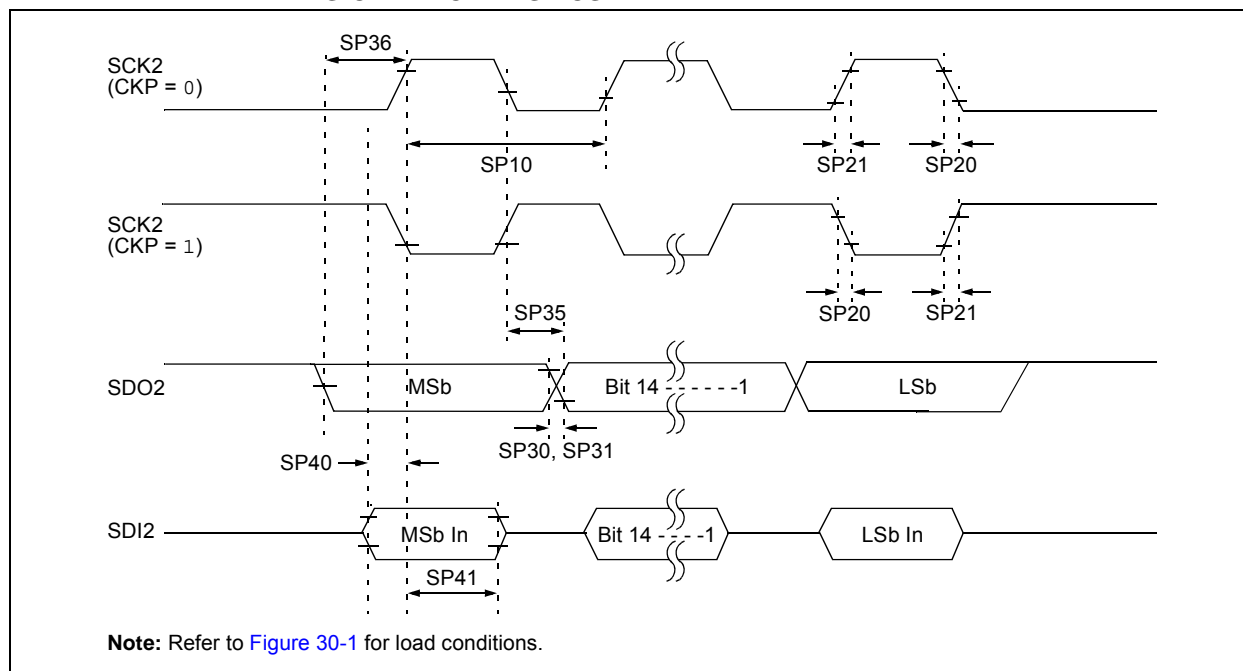 SP36
SCK2
(CKP = 0)
SP10
SP21
SP20
SCK2
(CKP = 1)
SP35
SP20
SP21
SDO2
MSb
Bit 14 - - - - - -1
LSb
SP30, SP31
SP40
SDI2
MSb In
Bit 14 - - - -1
LSb In
SP41
Note: Refer to Figure 30-1 for load conditions.